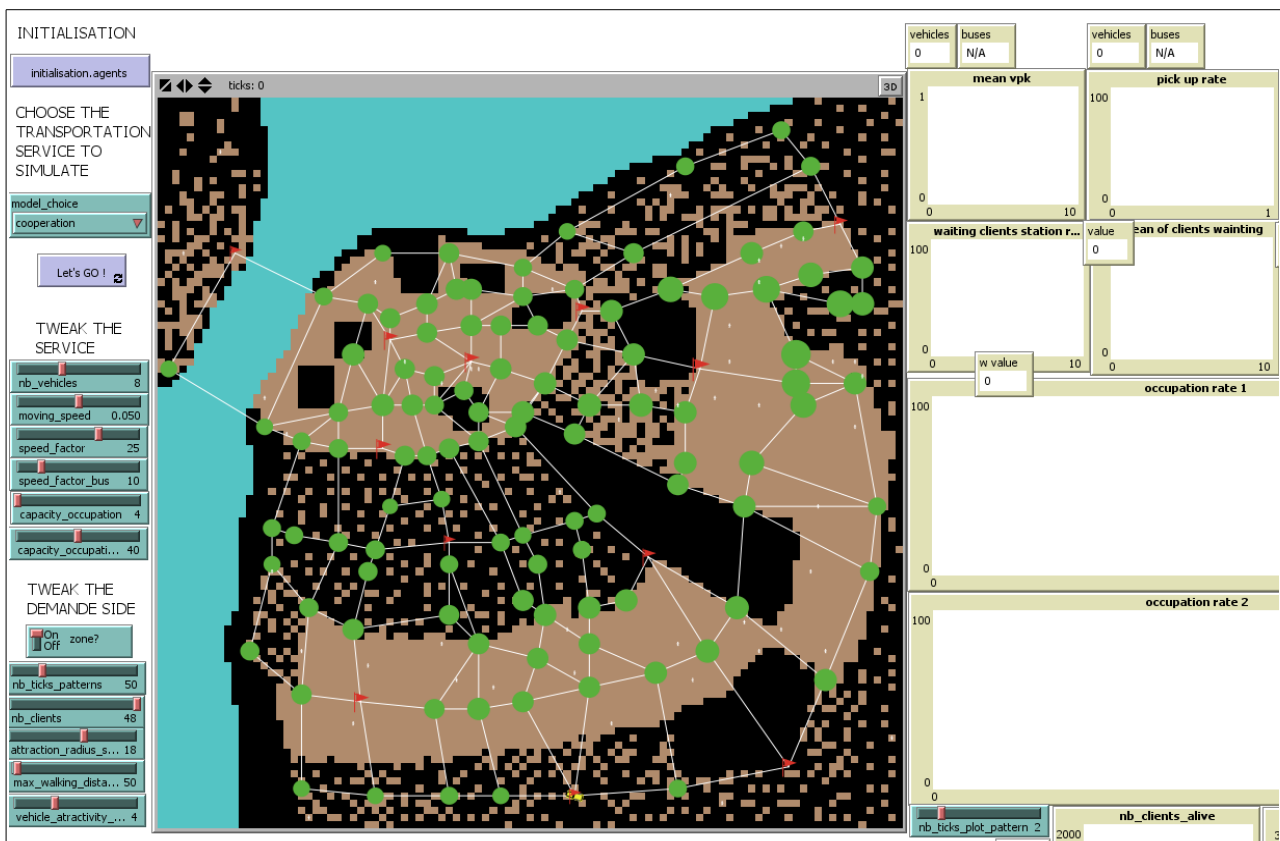 INITIALISATION
initialisation.agents
CHOOSE THE
TRANSPORTATION
SERVICE TO
SIMULATE
model_choice
cooperation
Let's GO !
TWEAK THE
SERVICE
nb_vehicles 8
moving_speed 0.050
speed_factor 25
speed_factor_bus 10
capacity_occupation 4
capacity_occupati... 40
TWEAK THE
DEMANDE SIDE
On
Off
zone?
nb_ticks_patterns 50
nb_clients 48
attraction_radius_s... 18
max_walking_dista... 50
vehicle_atractivity_... 4
ticks: 0
3D
vehicles
0
buses
N/A
vehicles
0
buses
N/A
mean vpk
1
0
0 10
pick up rate
100
0
0 1
waiting clients station r...
100
0
0 10
value
0
ean of clients wainting
0
0 10
w value
0
occupation rate 1
100
0
0
occupation rate 2
100
0
0
nb_ticks_plot_pattern 2
nb_clients_alive
2000
3